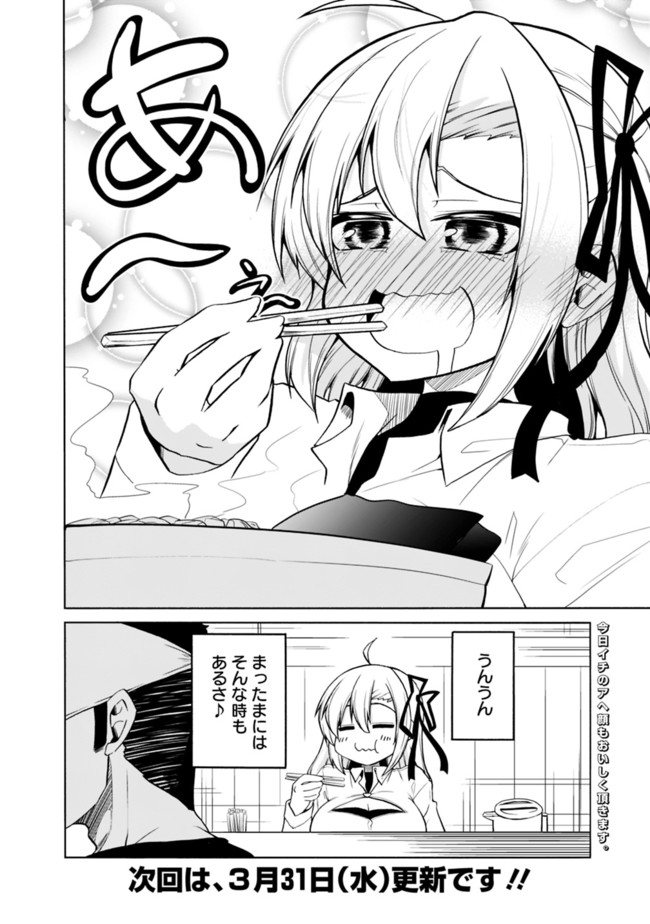 あ～
うぇ～
うんうん
まったまには
そんな時も
あるさ♪
今日イチのアヘ顔もおいしく頂きます。
次回は、3月31日(水)更新です!!